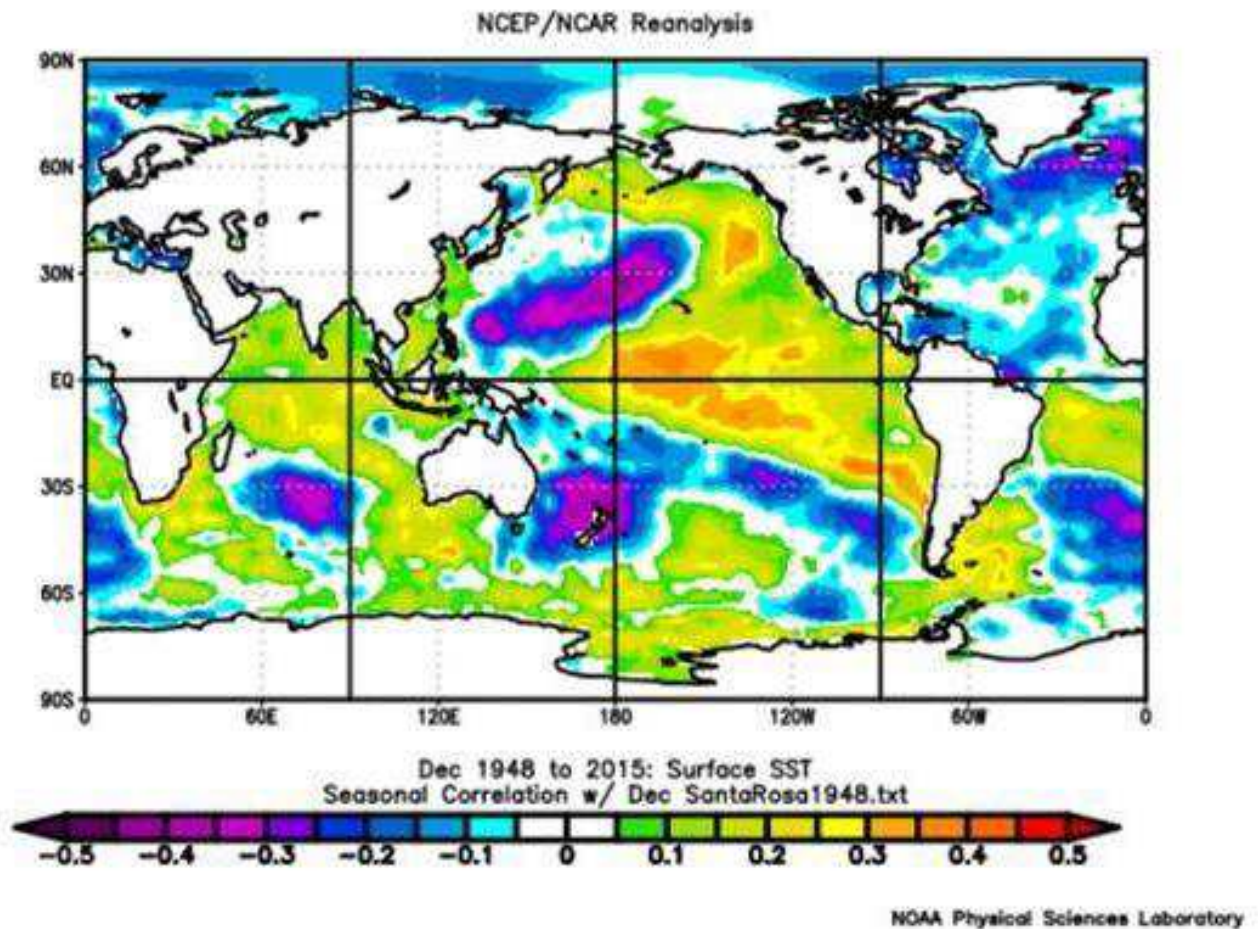 NCEP/NCAR Reanalysis
90N
60N
30N
EQ
30S
60S
90S
0 60E 120E 180 120W 60W 0
Dec 1948 to 2015: Surface SST
Seasonal Correlation w/ Dec SantaRosa1948.txt
-0.5 -0.4 -0.3 -0.2 -0.1 0 0.1 0.2 0.3 0.4 0.5
NOAA Physical Sciences Laboratory